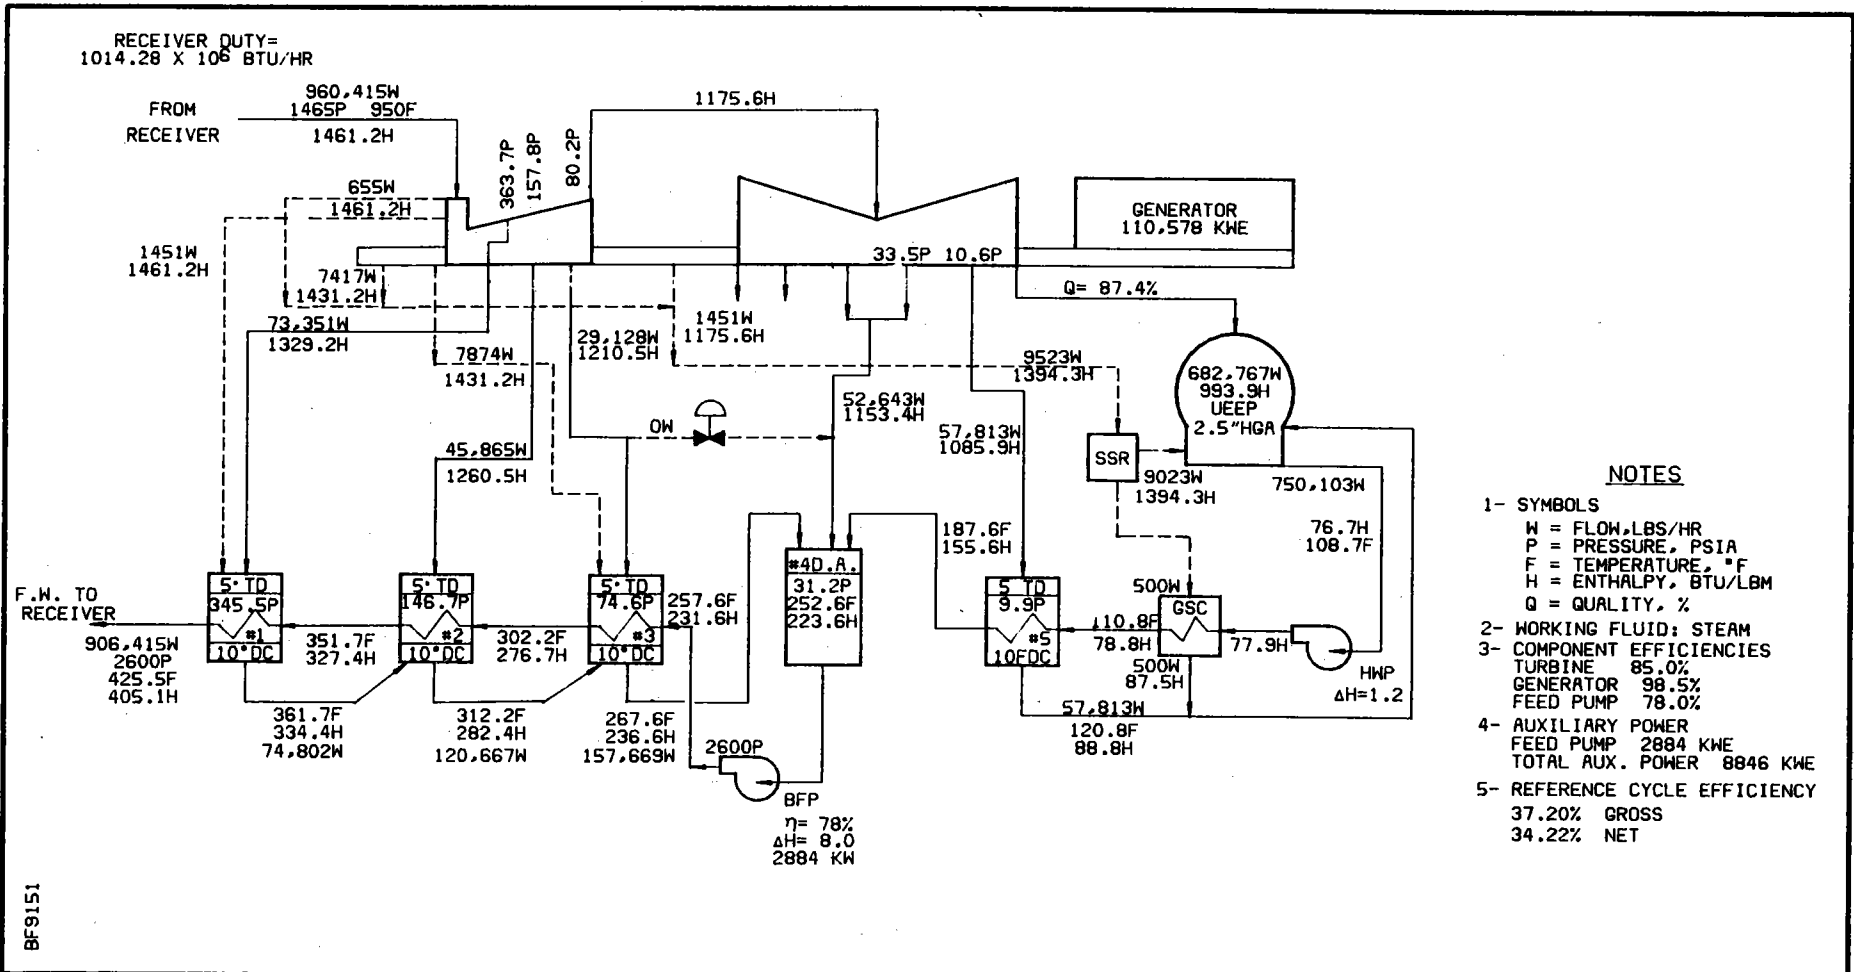 RECEIVER DUTY=
1014.28 X 10⁶ BTU/HR
FROM
RECEIVER
960,415W
1465P 950F
1461.2H
1175.6H
363.7P
157.8P
80.2P
655W
1461.2H
1451W
1461.2H
7417W
1431.2H
73,351W
1329.2H
7874W
1431.2H
29,128W
1210.5H
1451W
1175.6H
33.5P 10.6P
GENERATOR
110,578 KWE
Q= 87.4%
9523W
1394.3H
682,767W
993.9H
UEEP
2.5"HGA
52,643W
1153.4H
0W
45,865W
1260.5H
57,813W
1085.9H
SSR
9023W
1394.3H
750,103W
76.7H
108.7F
187.6F
155.6H
F.W. TO
RECEIVER
906,415W
2600P
425.5F
405.1H
5° TD
345.5P
#1
10°DC
351.7F
327.4H
5° TD
146.7P
#2
10°DC
302.2F
276.7H
5° TD
74.6P
#3
10°DC
257.6F
231.6H
#4D.A.
31.2P
252.6F
223.6H
5 TD
9.9P
#5
10FDC
110.8F
78.8H
500W
GSC
500W
87.5H
77.9H
HWP
ΔH=1.2
361.7F
334.4H
74,802W
312.2F
282.4H
120,667W
267.6F
236.6H
157,669W
2600P
BFP
η= 78%
ΔH= 8.0
2884 KW
57,813W
120.8F
88.8H
NOTES
1- SYMBOLS
W = FLOW,LBS/HR
P = PRESSURE, PSIA
F = TEMPERATURE, °F
H = ENTHALPY, BTU/LBM
Q = QUALITY, %
2- WORKING FLUID: STEAM
3- COMPONENT EFFICIENCIES
TURBINE 85.0%
GENERATOR 98.5%
FEED PUMP 78.0%
4- AUXILIARY POWER
FEED PUMP 2884 KWE
TOTAL AUX. POWER 8846 KWE
5- REFERENCE CYCLE EFFICIENCY
37.20% GROSS
34.22% NET
BF9151